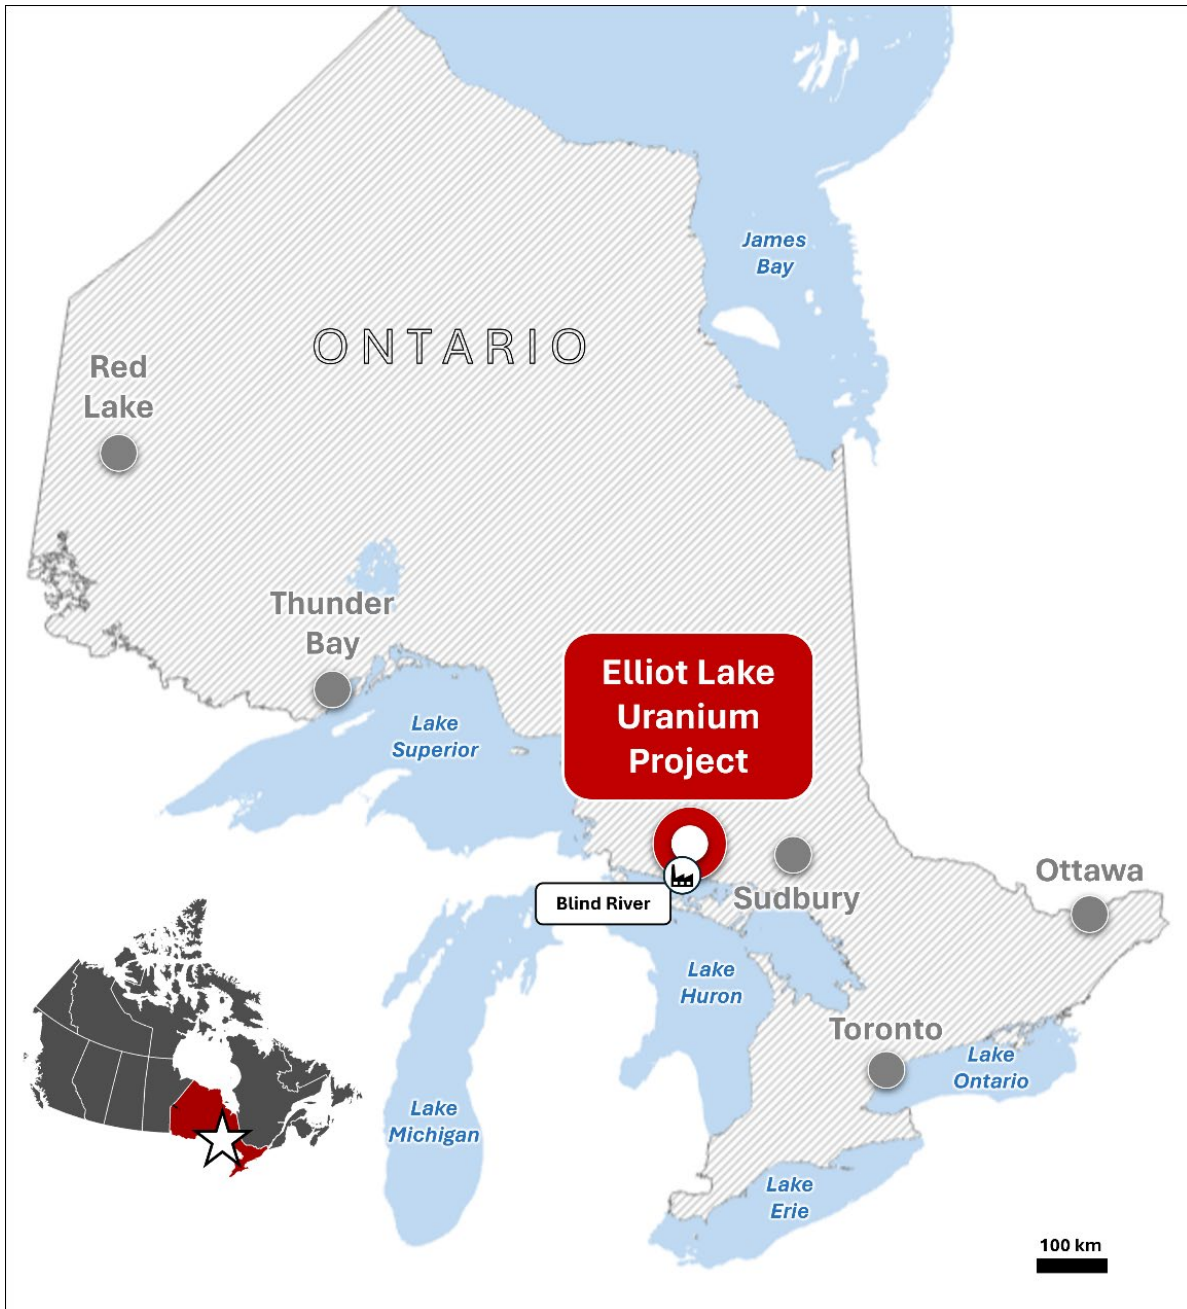 James
Bay
ONTARIO
Red
Lake
Thunder
Bay
Elliot Lake
Uranium
Project
Lake
Superior
Ottawa
Sudbury
Blind River
Lake
Huron
Toronto
Lake
Ontario
Lake
Michigan
Lake
Erie
100 km